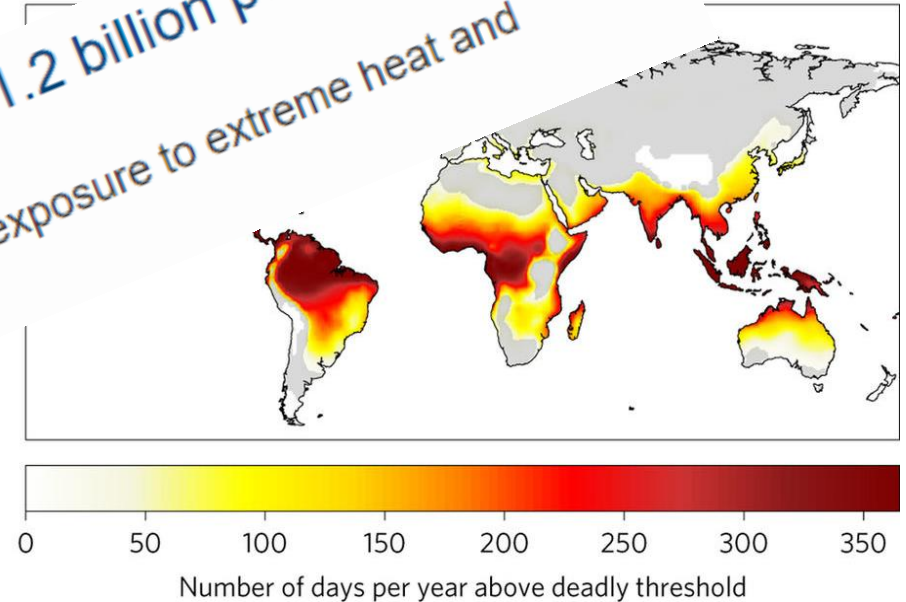 1.2 billion
exposure to extreme heat and
0 50 100 150 200 250 300 350
Number of days per year above deadly threshold